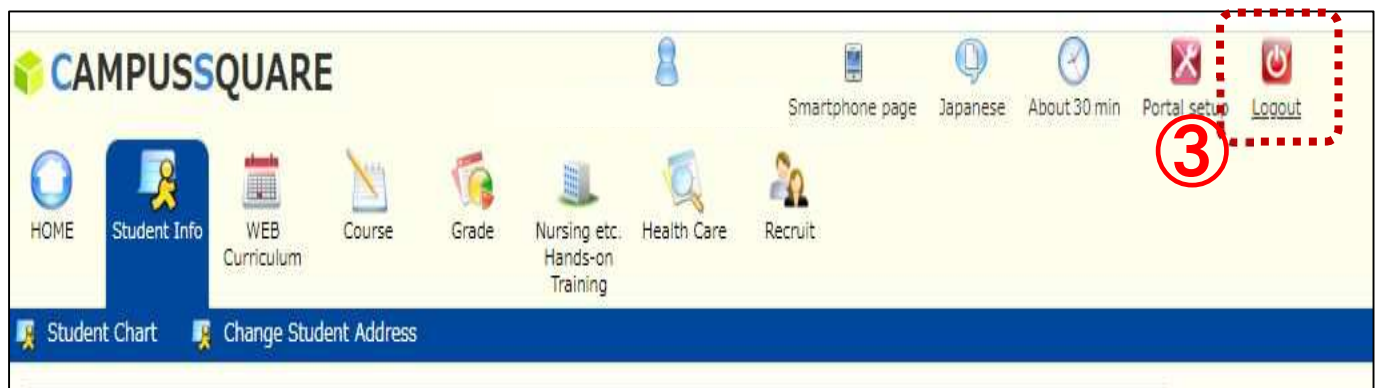 CAMPUSSQUARE
Smartphone page Japanese About 30 min Portal setup Logout
③
HOME Student Info WEB Curriculum Course Grade Nursing etc. Hands-on Training Health Care Recruit
Student Chart Change Student Address